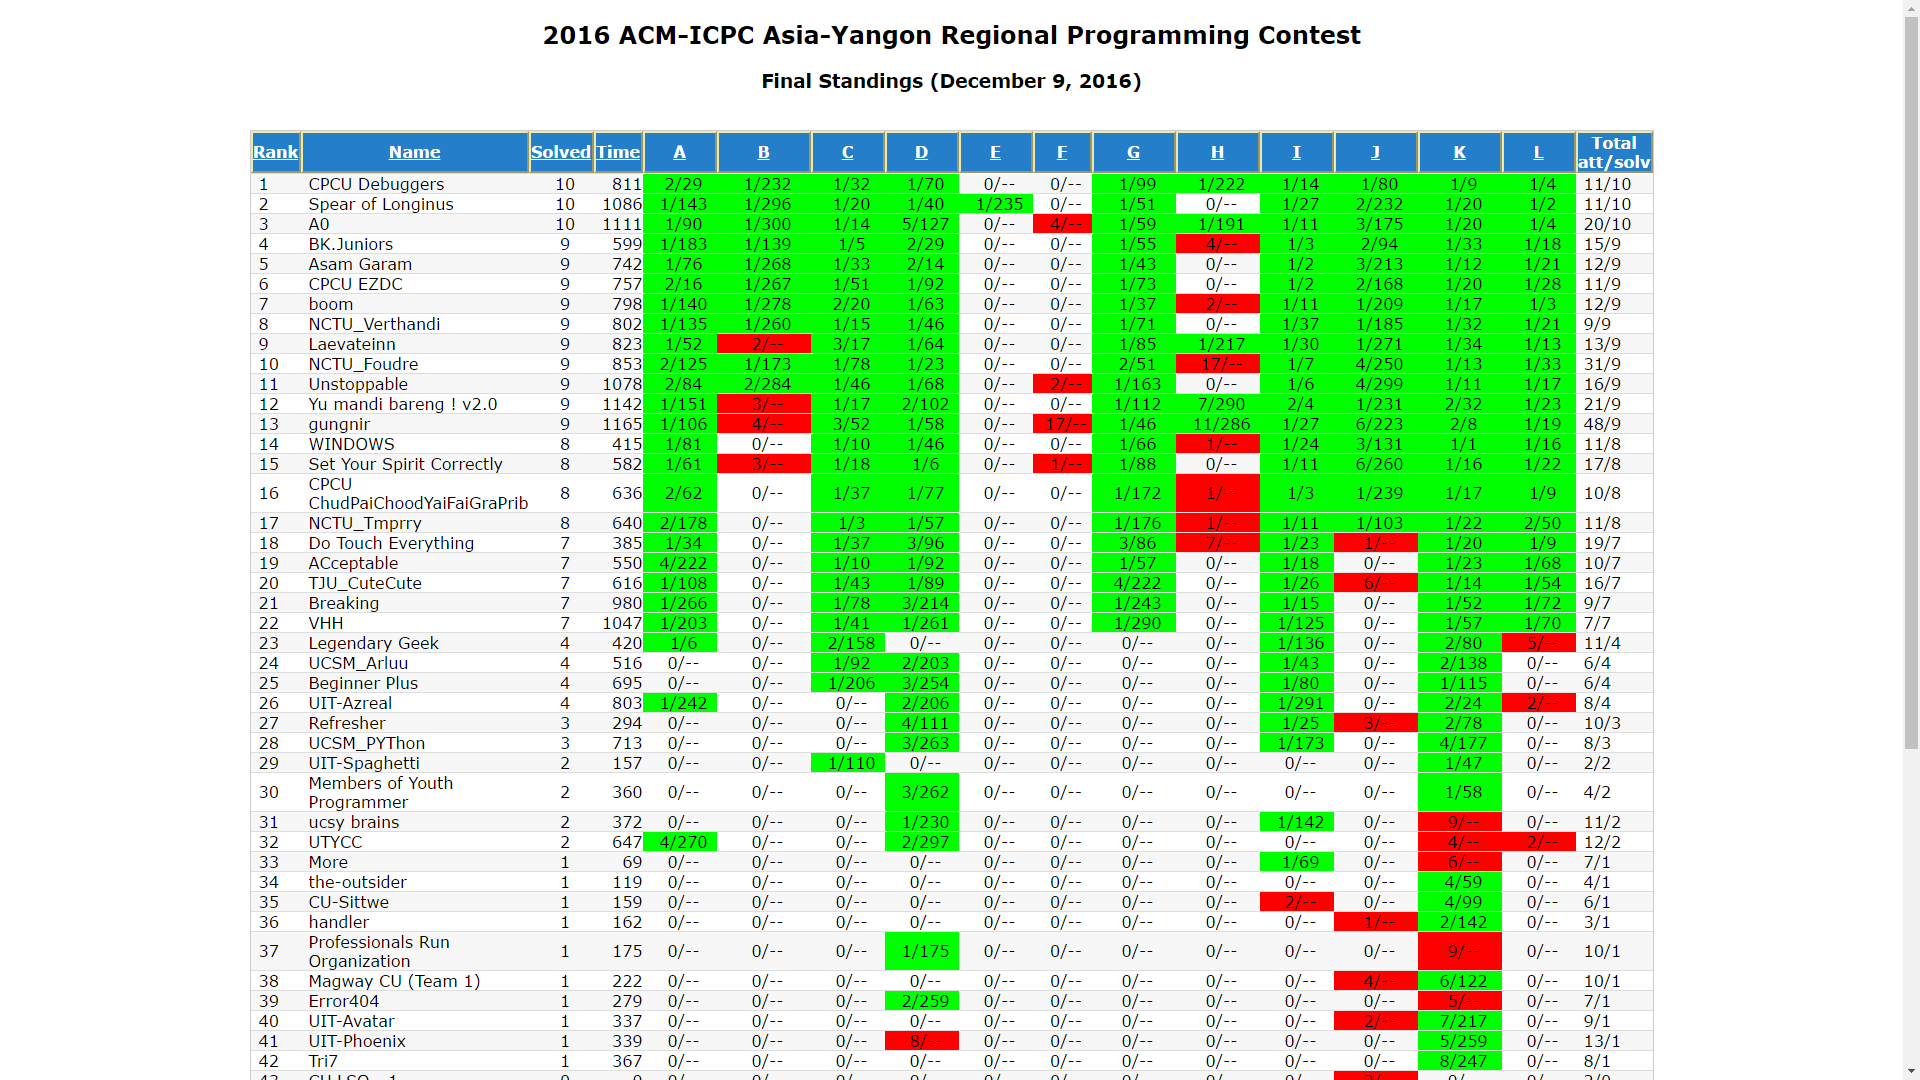 2016 ACM-ICPC Asia-Yangon Regional Programming Contest
Final Standings (December 9, 2016)
Rank Name Solved Time A B C D E F G H I J K L Total att/solv
1 CPCU Debuggers 10 811 2/29 1/232 1/32 1/70 0/-- 0/-- 1/99 1/222 1/14 1/80 1/9 1/4 11/10
2 Spear of Longinus 10 1086 1/143 1/296 1/20 1/40 1/235 0/-- 1/51 0/-- 1/27 2/232 1/20 1/2 11/10
3 A0 10 1111 1/90 1/300 1/14 5/127 0/-- 4/-- 1/59 1/191 1/11 3/175 1/20 1/4 20/10
4 BK.Juniors 9 599 1/183 1/139 1/5 2/29 0/-- 0/-- 1/55 4/-- 1/3 2/94 1/33 1/18 15/9
5 Asam Garam 9 742 1/76 1/268 1/33 2/14 0/-- 0/-- 1/43 0/-- 1/2 3/213 1/12 1/21 12/9
6 CPCU EZDC 9 757 2/16 1/267 1/51 1/92 0/-- 0/-- 1/73 0/-- 1/2 2/168 1/20 1/28 11/9
7 boom 9 798 1/140 1/278 2/20 1/63 0/-- 0/-- 1/37 2/-- 1/11 1/209 1/17 1/3 12/9
8 NCTU_Verthandi 9 802 1/135 1/260 1/15 1/46 0/-- 0/-- 1/71 0/-- 1/37 1/185 1/32 1/21 9/9
9 Laevateinn 9 823 1/52 2/-- 3/17 1/64 0/-- 0/-- 1/85 1/217 1/30 1/271 1/34 1/13 13/9
10 NCTU_Foudre 9 853 2/125 1/173 1/78 1/23 0/-- 0/-- 2/51 17/-- 1/7 4/250 1/13 1/33 31/9
11 Unstoppable 9 1078 2/84 2/284 1/46 1/68 0/-- 2/-- 1/163 0/-- 1/6 4/299 1/11 1/17 16/9
12 Yu mandi bareng ! v2.0 9 1142 1/151 3/-- 1/17 2/102 0/-- 0/-- 1/112 7/290 2/4 1/231 2/32 1/23 21/9
13 gungnir 9 1165 1/106 4/-- 3/52 1/58 0/-- 17/-- 1/46 11/286 1/27 6/223 2/8 1/19 48/9
14 WINDOWS 8 415 1/81 0/-- 1/10 1/46 0/-- 0/-- 1/66 1/-- 1/24 3/131 1/1 1/16 11/8
15 Set Your Spirit Correctly 8 582 1/61 3/-- 1/18 1/6 0/-- 1/-- 1/88 0/-- 1/11 6/260 1/16 1/22 17/8
16 CPCU ChudPaiChoodYaiFaiGraPrib 8 636 2/62 0/-- 1/37 1/77 0/-- 0/-- 1/172 1/-- 1/3 1/239 1/17 1/9 10/8
17 NCTU_Tmprry 8 640 2/178 0/-- 1/3 1/57 0/-- 0/-- 1/176 1/-- 1/11 1/103 1/22 2/50 11/8
18 Do Touch Everything 7 385 1/34 0/-- 1/37 3/96 0/-- 0/-- 3/86 7/-- 1/23 1/-- 1/20 1/9 19/7
19 ACceptable 7 550 4/222 0/-- 1/10 1/92 0/-- 0/-- 1/57 0/-- 1/18 0/-- 1/23 1/68 10/7
20 TJU_CuteCute 7 616 1/108 0/-- 1/43 1/89 0/-- 0/-- 4/222 0/-- 1/26 6/-- 1/14 1/54 16/7
21 Breaking 7 980 1/266 0/-- 1/78 3/214 0/-- 0/-- 1/243 0/-- 1/15 0/-- 1/52 1/72 9/7
22 VHH 7 1047 1/203 0/-- 1/41 1/261 0/-- 0/-- 1/290 0/-- 1/125 0/-- 1/57 1/70 7/7
23 Legendary Geek 4 420 1/6 0/-- 2/158 0/-- 0/-- 0/-- 0/-- 0/-- 1/136 0/-- 2/80 5/-- 11/4
24 UCSM_Arluu 4 516 0/-- 0/-- 1/92 2/203 0/-- 0/-- 0/-- 0/-- 1/43 0/-- 2/138 0/-- 6/4
25 Beginner Plus 4 695 0/-- 0/-- 1/206 3/254 0/-- 0/-- 0/-- 0/-- 1/80 0/-- 1/115 0/-- 6/4
26 UIT-Azreal 4 803 1/242 0/-- 0/-- 2/206 0/-- 0/-- 0/-- 0/-- 1/291 0/-- 2/24 2/-- 8/4
27 Refresher 3 294 0/-- 0/-- 0/-- 4/111 0/-- 0/-- 0/-- 0/-- 1/25 3/-- 2/78 0/-- 10/3
28 UCSM_PYThon 3 713 0/-- 0/-- 0/-- 3/263 0/-- 0/-- 0/-- 0/-- 1/173 0/-- 4/177 0/-- 8/3
29 UIT-Spaghetti 2 157 0/-- 0/-- 1/110 0/-- 0/-- 0/-- 0/-- 0/-- 0/-- 0/-- 1/47 0/-- 2/2
30 Members of Youth Programmer 2 360 0/-- 0/-- 0/-- 3/262 0/-- 0/-- 0/-- 0/-- 0/-- 0/-- 1/58 0/-- 4/2
31 ucsy brains 2 372 0/-- 0/-- 0/-- 1/230 0/-- 0/-- 0/-- 0/-- 1/142 0/-- 9/-- 0/-- 11/2
32 UTYCC 2 647 4/270 0/-- 0/-- 2/297 0/-- 0/-- 0/-- 0/-- 0/-- 0/-- 4/-- 2/-- 12/2
33 More 1 69 0/-- 0/-- 0/-- 0/-- 0/-- 0/-- 0/-- 0/-- 1/69 0/-- 6/-- 0/-- 7/1
34 the-outsider 1 119 0/-- 0/-- 0/-- 0/-- 0/-- 0/-- 0/-- 0/-- 0/-- 0/-- 4/59 0/-- 4/1
35 CU-Sittwe 1 159 0/-- 0/-- 0/-- 0/-- 0/-- 0/-- 0/-- 0/-- 2/-- 0/-- 4/99 0/-- 6/1
36 handler 1 162 0/-- 0/-- 0/-- 0/-- 0/-- 0/-- 0/-- 0/-- 0/-- 1/-- 2/142 0/-- 3/1
37 Professionals Run Organization 1 175 0/-- 0/-- 0/-- 1/175 0/-- 0/-- 0/-- 0/-- 0/-- 0/-- 9/-- 0/-- 10/1
38 Magway CU (Team 1) 1 222 0/-- 0/-- 0/-- 0/-- 0/-- 0/-- 0/-- 0/-- 0/-- 4/-- 6/122 0/-- 10/1
39 Error404 1 279 0/-- 0/-- 0/-- 2/259 0/-- 0/-- 0/-- 0/-- 0/-- 0/-- 5/-- 0/-- 7/1
40 UIT-Avatar 1 337 0/-- 0/-- 0/-- 0/-- 0/-- 0/-- 0/-- 0/-- 0/-- 2/-- 7/217 0/-- 9/1
41 UIT-Phoenix 1 339 0/-- 0/-- 0/-- 8/-- 0/-- 0/-- 0/-- 0/-- 0/-- 0/-- 5/259 0/-- 13/1
42 Tri7 1 367 0/-- 0/-- 0/-- 0/-- 0/-- 0/-- 0/-- 0/-- 0/-- 0/-- 8/247 0/-- 8/1